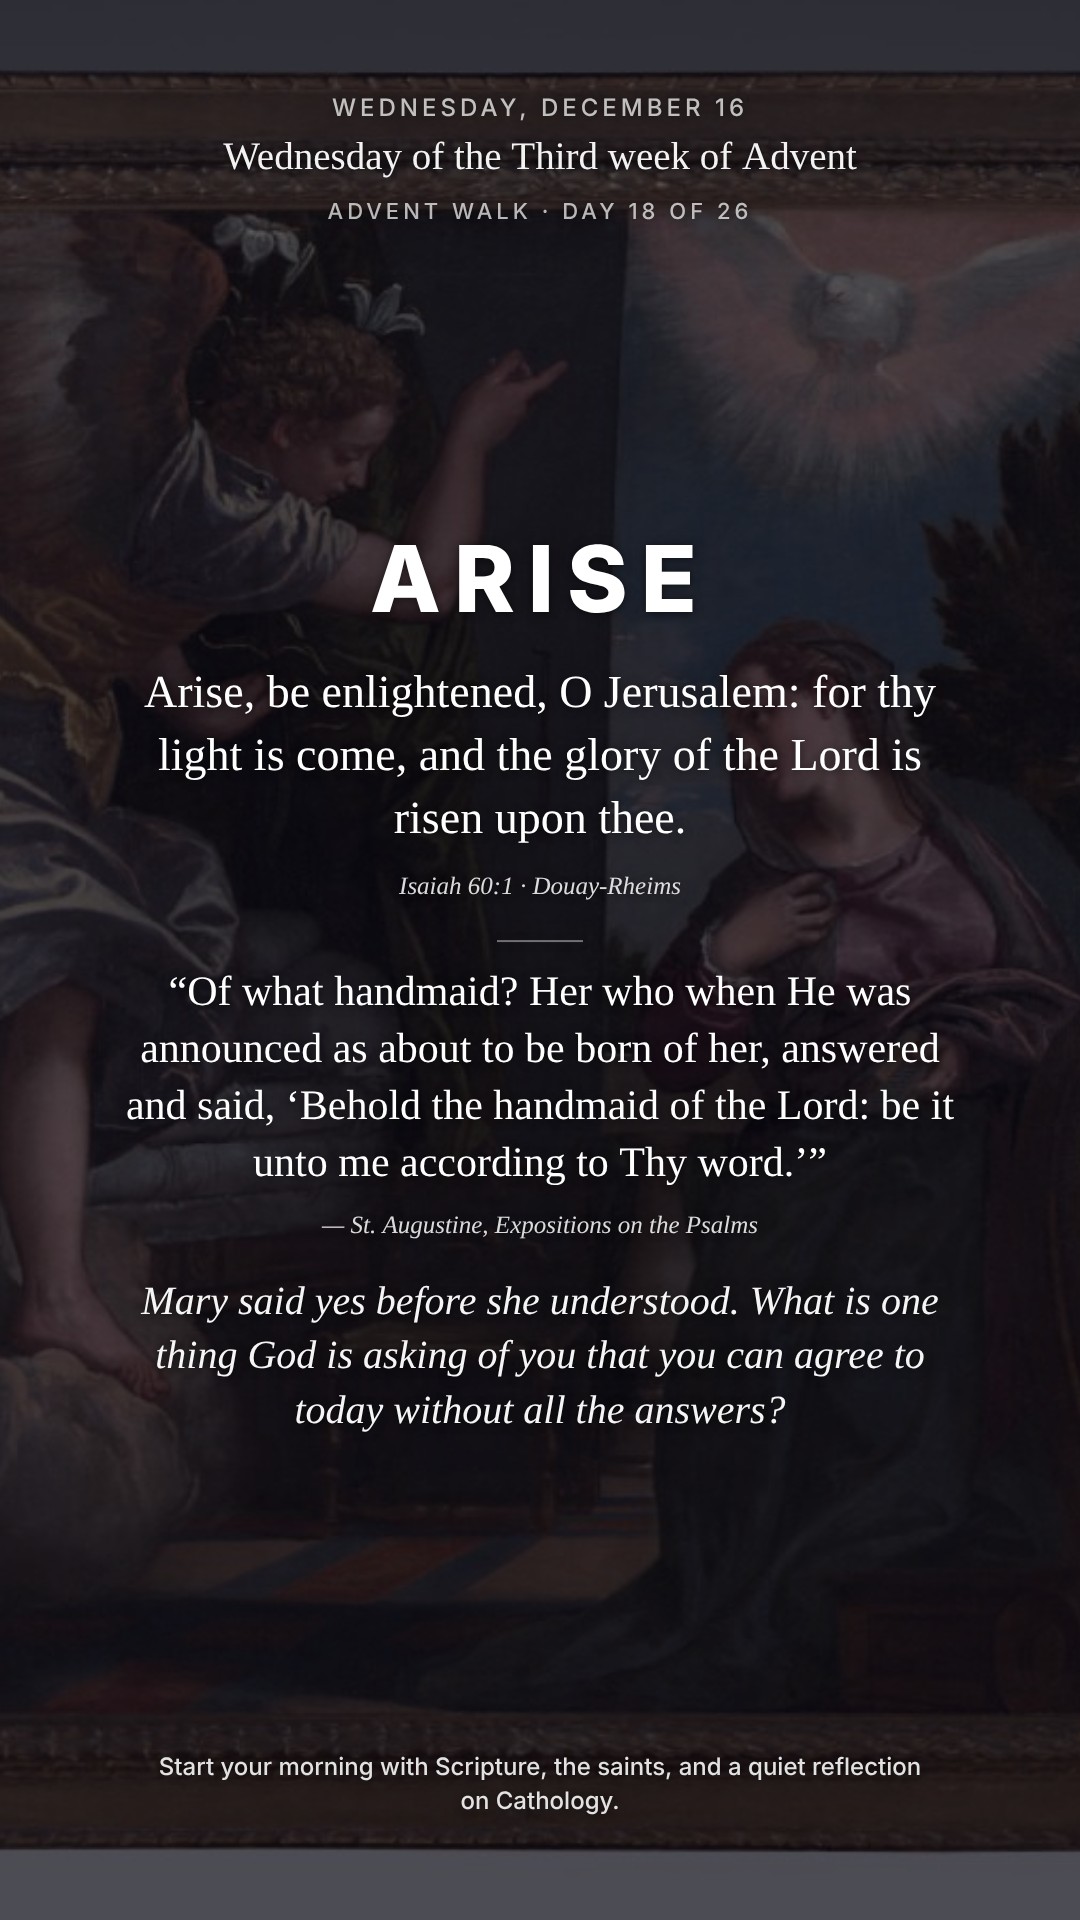 WEDNESDAY, DECEMBER 16
Wednesday of the Third week of Advent
ADVENT WALK · DAY 18 OF 26
ARISE
Arise, be enlightened, O Jerusalem: for thy
light is come, and the glory of the Lord is
risen upon thee.
Isaiah 60:1 · Douay-Rheims
“Of what handmaid? Her who when He was
announced as about to be born of her, answered
and said, ‘Behold the handmaid of the Lord: be it
unto me according to Thy word.’”
— St. Augustine, Expositions on the Psalms
Mary said yes before she understood. What is one
thing God is asking of you that you can agree to
today without all the answers?
Start your morning with Scripture, the saints, and a quiet reflection
on Cathology.